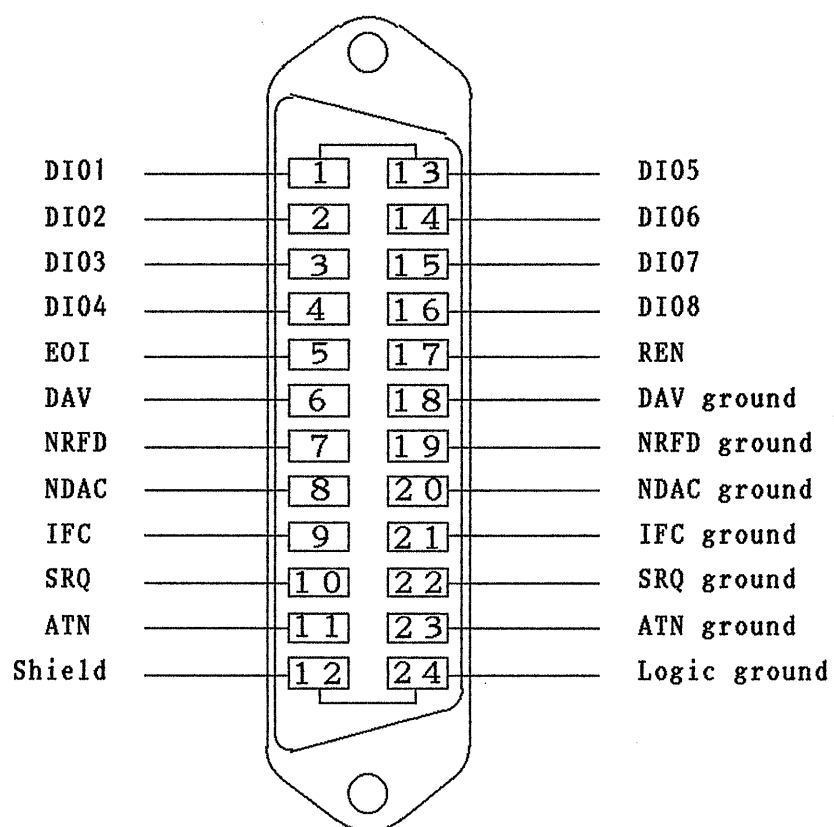 DIO1 1 13 DIO5
DIO2 2 14 DIO6
DIO3 3 15 DIO7
DIO4 4 16 DIO8
EOI 5 17 REN
DAV 6 18 DAV ground
NRFD 7 19 NRFD ground
NDAC 8 20 NDAC ground
IFC 9 21 IFC ground
SRQ 10 22 SRQ ground
ATN 11 23 ATN ground
Shield 12 24 Logic ground